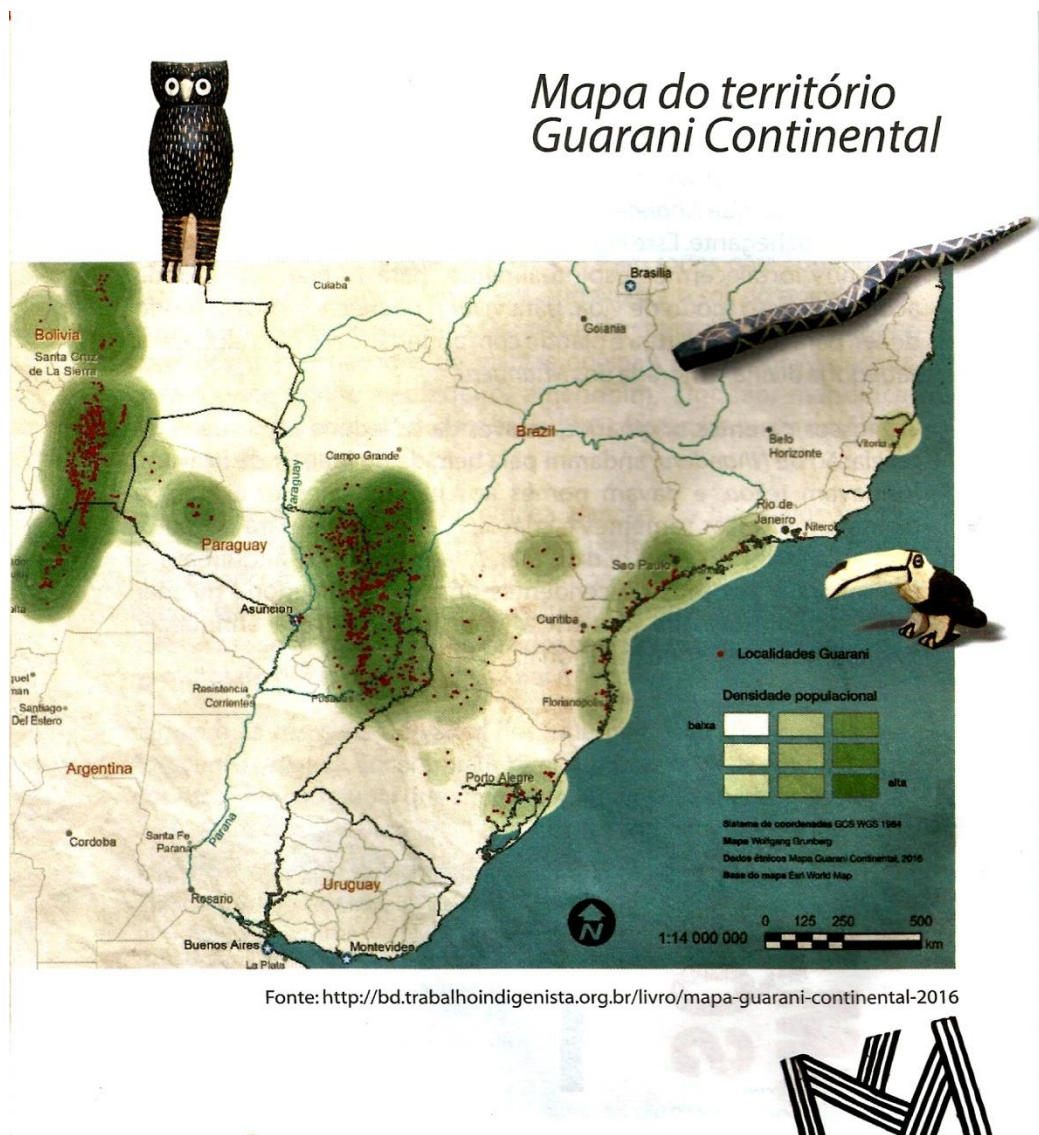 Mapa do território
Guarani Continental
Cuiaba
Brasília
Goiania
Bolivia
Santa Cruz
de La Sierra
Brazil
Belo
Horizonte
Vitoria
Campo Grande
Paraguay
Rio de
Janeiro
Niteroi
Paraguay
Sao Paulo
Asuncion
Curitiba
Localidades Guarani
Resistencia
Corrientes
Posadas
Florianopolis
Densidade populacional
baixa
alta
Santiago
Del Estero
Argentina
Porto Alegre
Cordoba
Santa Fe
Parana
Parana
Sistema de coordenadas GCS WGS 1984
Mapa Wolfgang Grunberg
Dados étnicos Mapa Guarani Continental, 2016
Base do mapa Esri World Map
Uruguay
Rosario
Buenos Aires
La Plata
Montevideo
N
1:14 000 000
0 125 250 500
km
Fonte: http://bd.trabalhoindigenista.org.br/livro/mapa-guarani-continental-2016